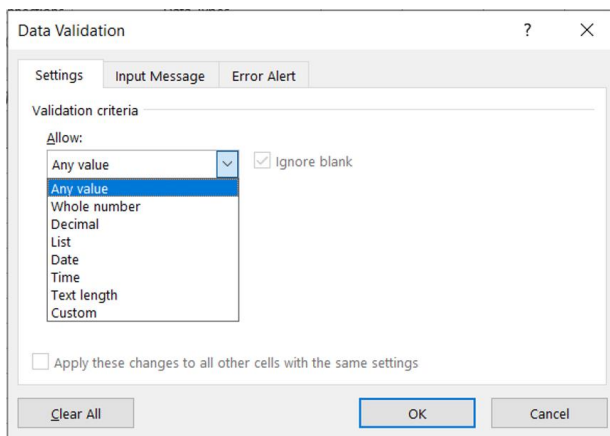 Data Validation ?
Settings Input Message Error Alert
Validation criteria
Allow:
Any value Ignore blank
Any value
Whole number
Decimal
List
Date
Time
Text length
Custom
Apply these changes to all other cells with the same settings
Clear All OK Cancel